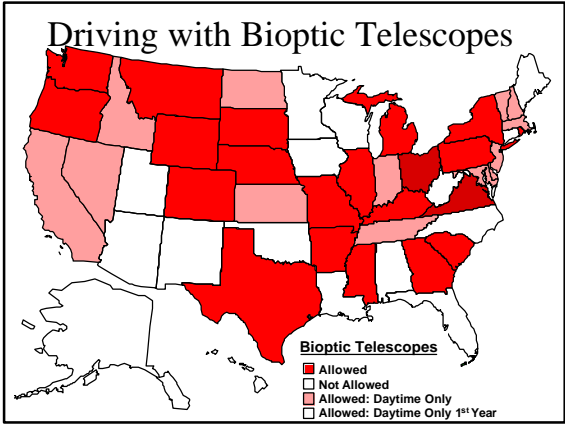 Driving with Bioptic Telescopes
Bioptic Telescopes
Allowed
Not Allowed
Allowed: Daytime Only
Allowed: Daytime Only 1st Year